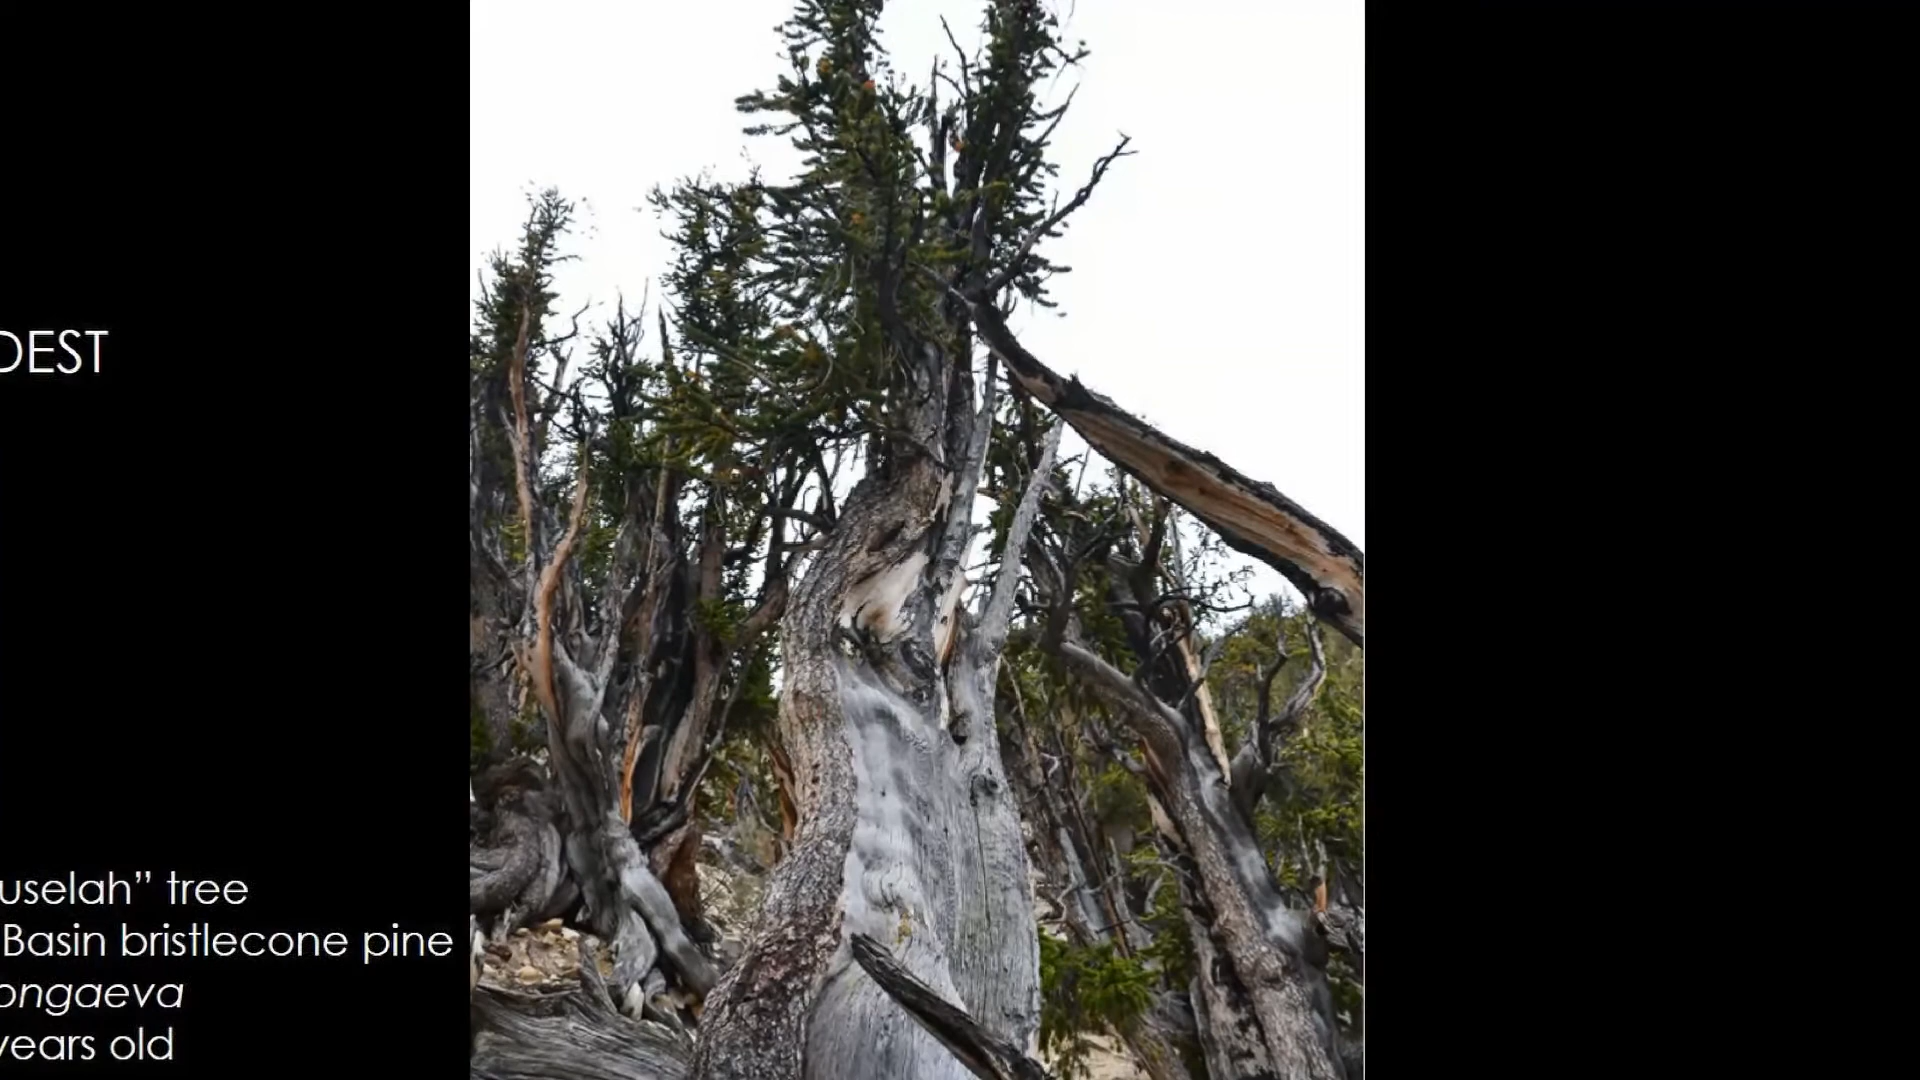 DEST
uselah” tree
Basin bristlecone pine
ongaeva
years old